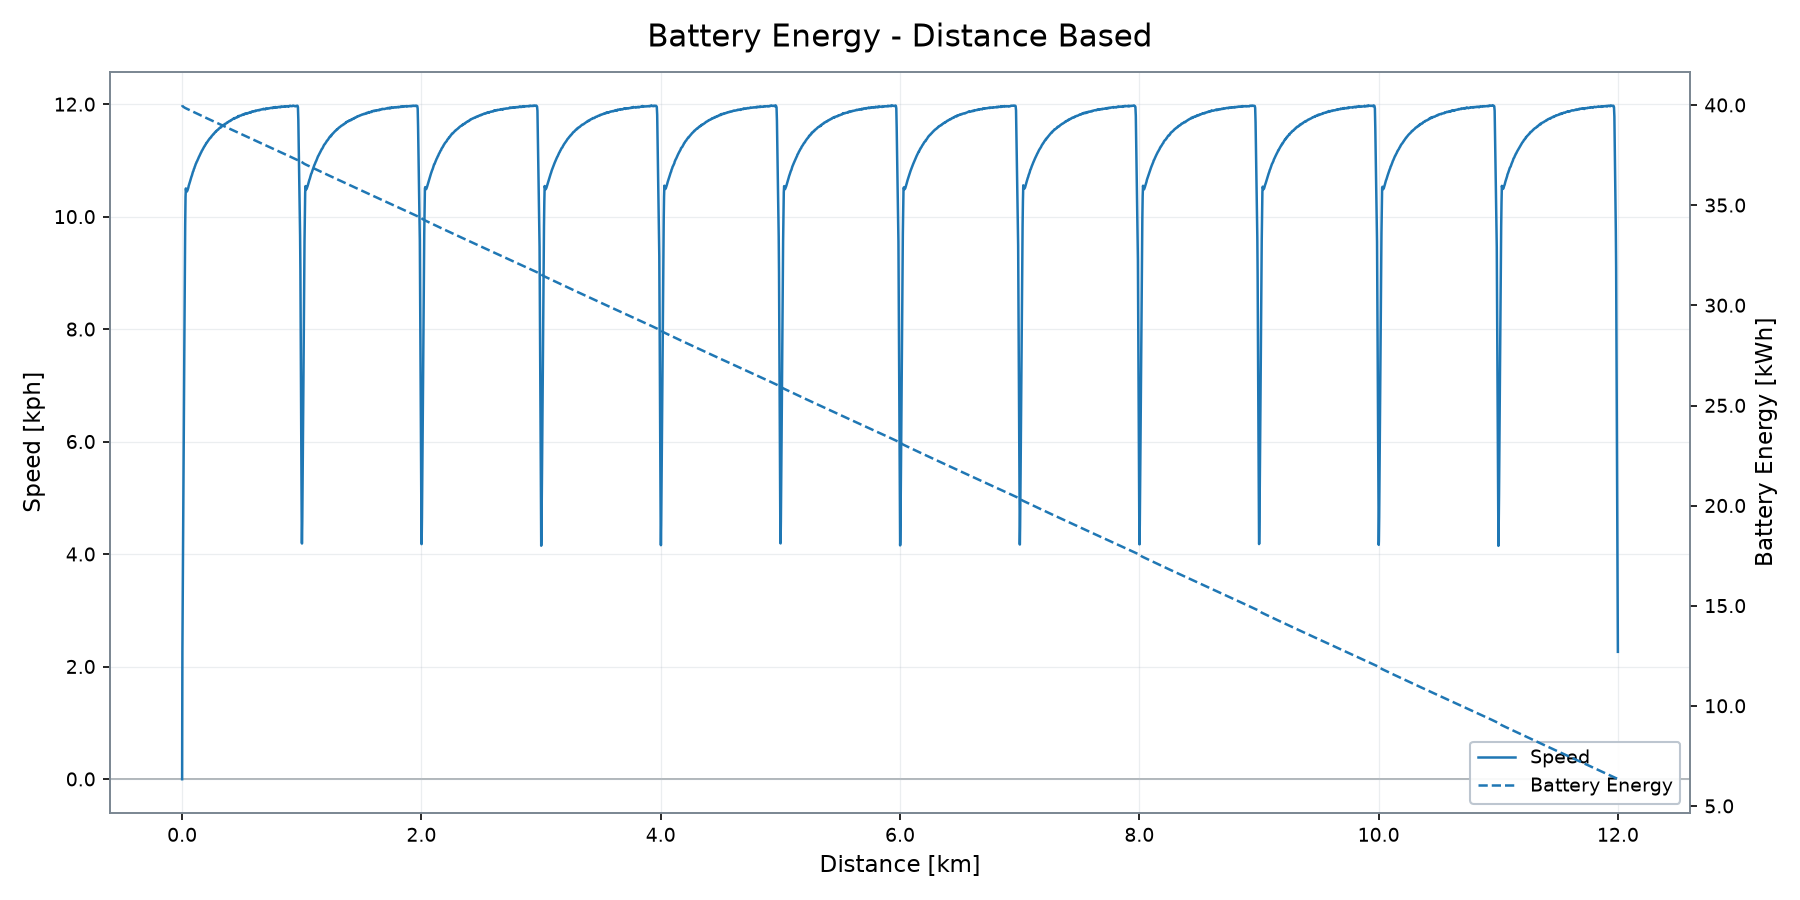 Battery Energy - Distance Based
12.0
10.0
8.0
6.0
4.0
2.0
0.0
Speed [kph]
40.0
35.0
30.0
25.0
20.0
15.0
10.0
5.0
Battery Energy [kWh]
Speed
Battery Energy
0.0 2.0 4.0 6.0 8.0 10.0 12.0
Distance [km]